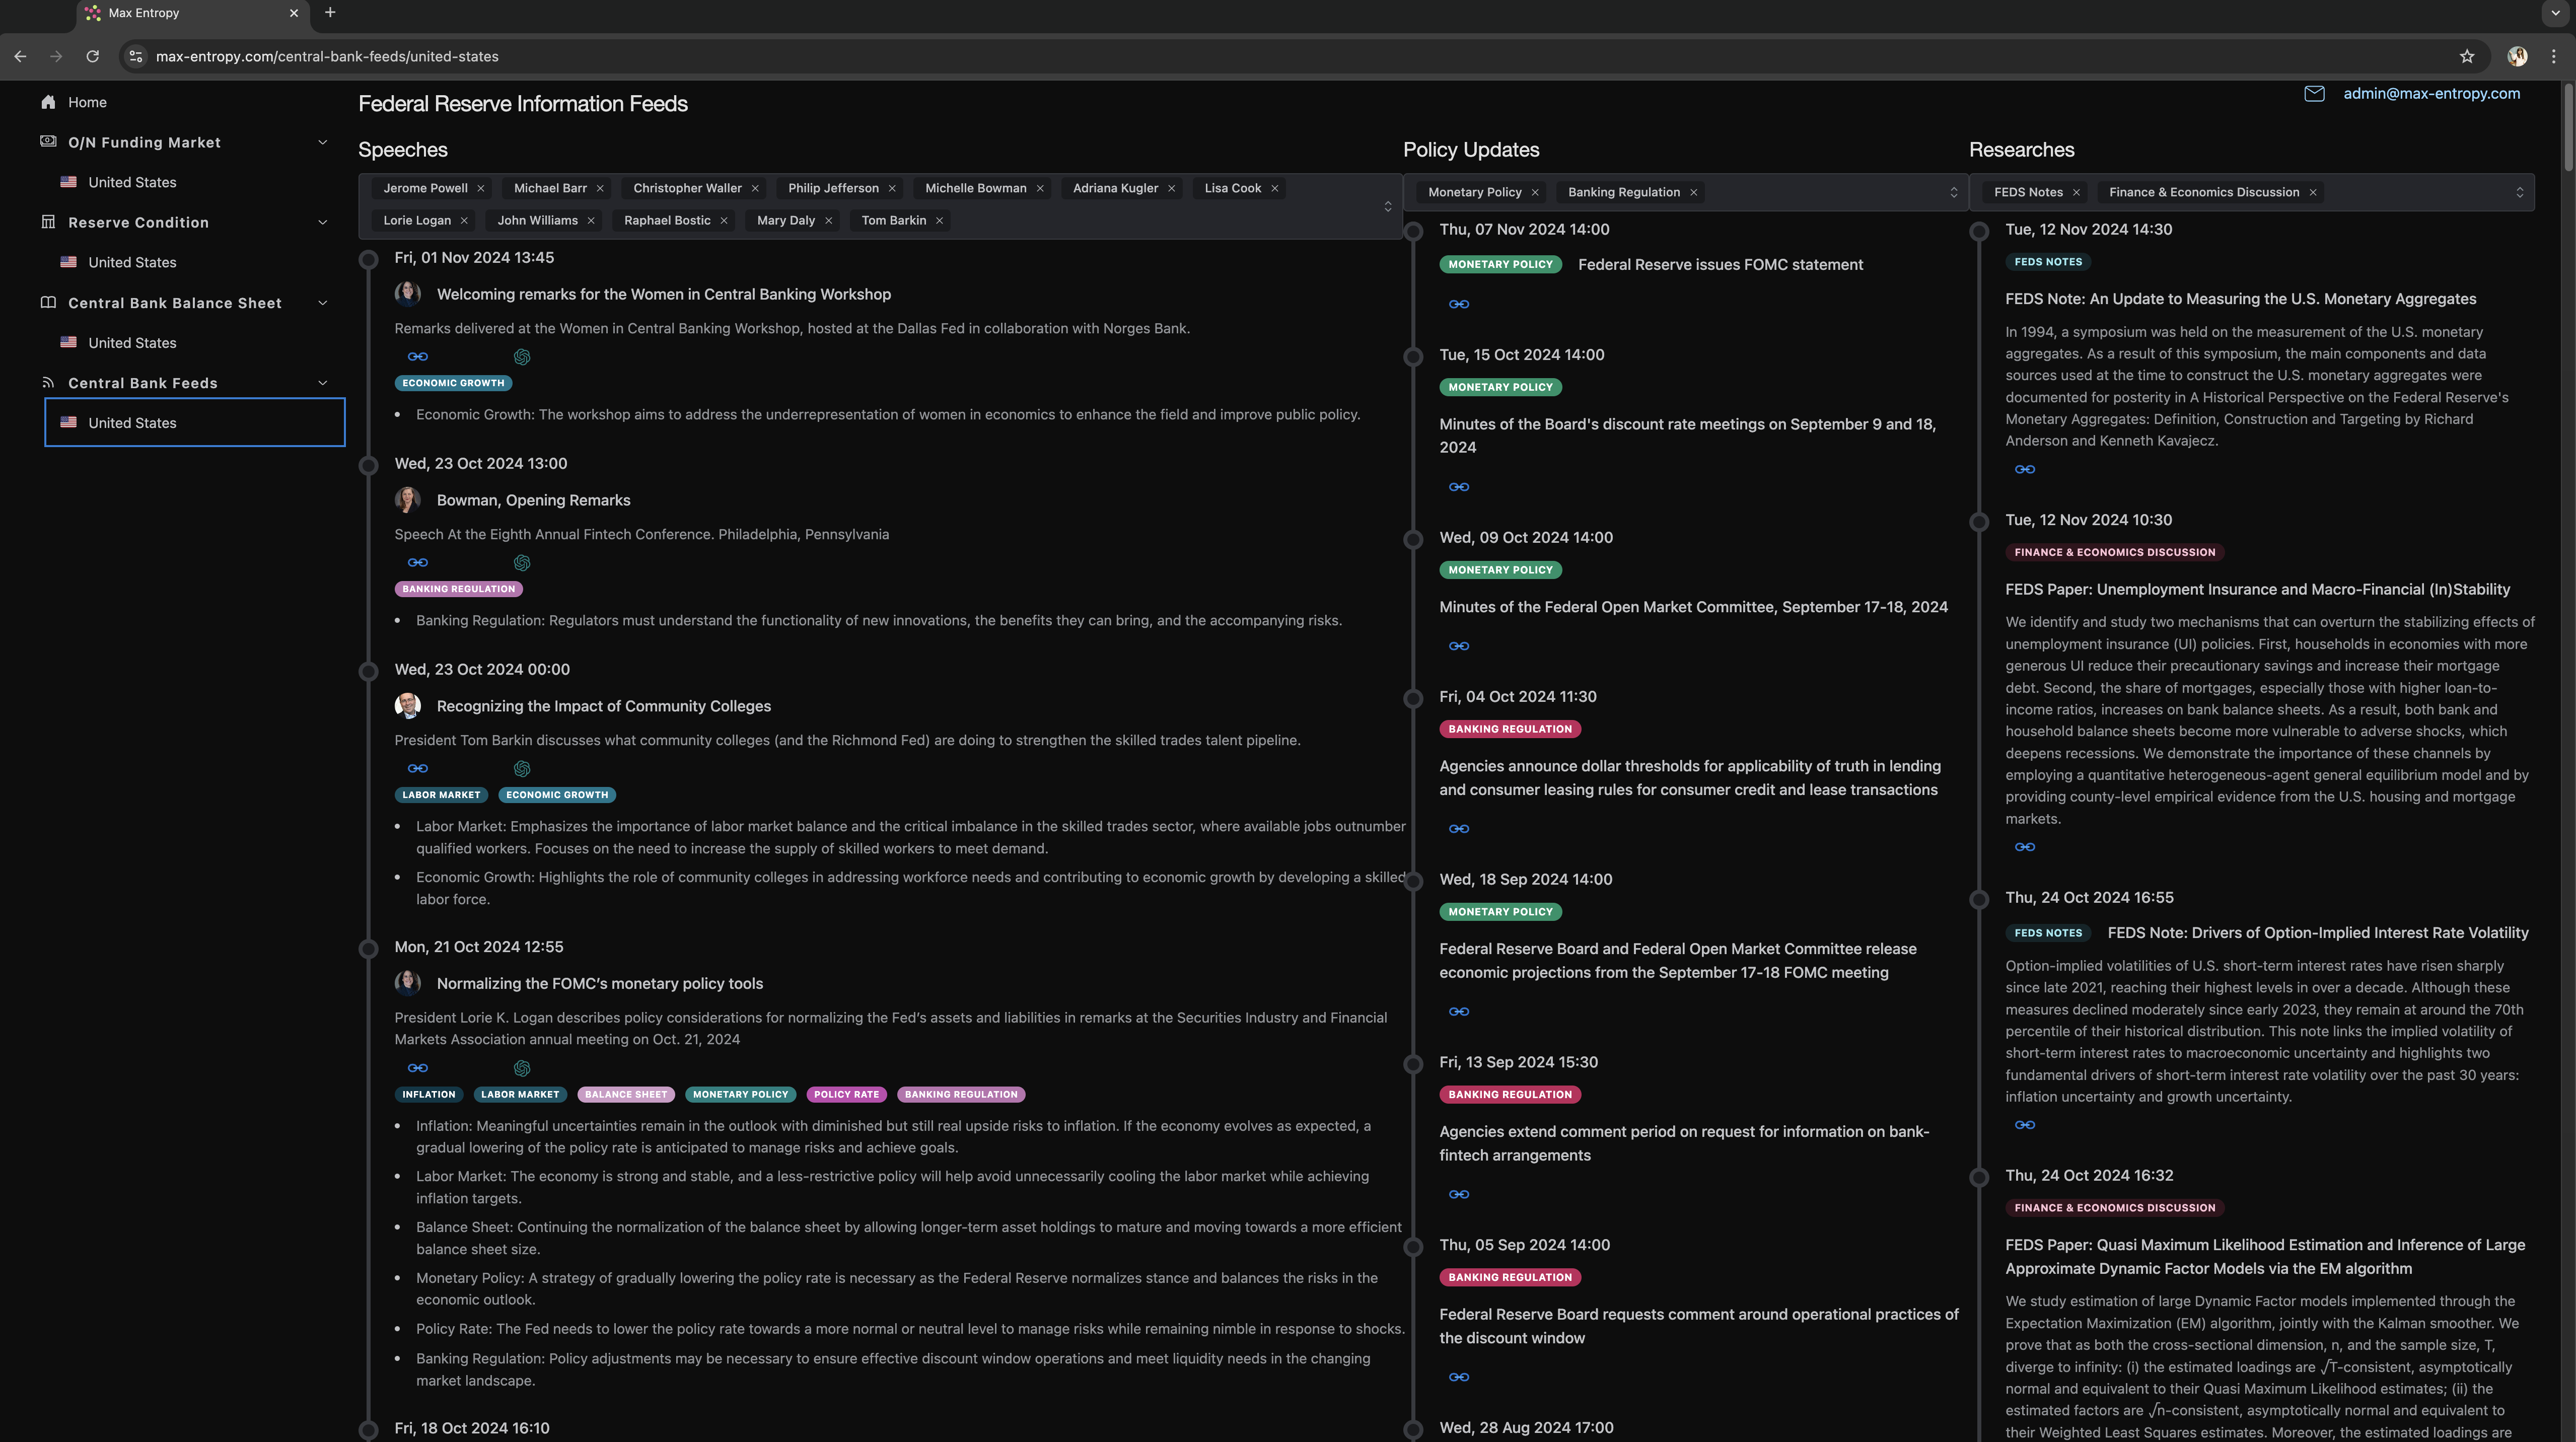 Max Entropy
max-entropy.com/central-bank-feeds/united-states
Home
O/N Funding Market
United States
Reserve Condition
United States
Central Bank Balance Sheet
United States
Central Bank Feeds
United States
admin@max-entropy.com
Federal Reserve Information Feeds
Speeches
Jerome Powell
Michael Barr
Christopher Waller
Philip Jefferson
Michelle Bowman
Adriana Kugler
Lisa Cook
Lorie Logan
John Williams
Raphael Bostic
Mary Daly
Tom Barkin
Fri, 01 Nov 2024 13:45
Welcoming remarks for the Women in Central Banking Workshop
Remarks delivered at the Women in Central Banking Workshop, hosted at the Dallas Fed in collaboration with Norges Bank.
ECONOMIC GROWTH
Economic Growth: The workshop aims to address the underrepresentation of women in economics to enhance the field and improve public policy.
Wed, 23 Oct 2024 13:00
Bowman, Opening Remarks
Speech At the Eighth Annual Fintech Conference. Philadelphia, Pennsylvania
BANKING REGULATION
Banking Regulation: Regulators must understand the functionality of new innovations, the benefits they can bring, and the accompanying risks.
Wed, 23 Oct 2024 00:00
Recognizing the Impact of Community Colleges
President Tom Barkin discusses what community colleges (and the Richmond Fed) are doing to strengthen the skilled trades talent pipeline.
LABOR MARKET
ECONOMIC GROWTH
Labor Market: Emphasizes the importance of labor market balance and the critical imbalance in the skilled trades sector, where available jobs outnumber
qualified workers. Focuses on the need to increase the supply of skilled workers to meet demand.
Economic Growth: Highlights the role of community colleges in addressing workforce needs and contributing to economic growth by developing a skilled
labor force.
Mon, 21 Oct 2024 12:55
Normalizing the FOMC’s monetary policy tools
President Lorie K. Logan describes policy considerations for normalizing the Fed’s assets and liabilities in remarks at the Securities Industry and Financial
Markets Association annual meeting on Oct. 21, 2024
INFLATION
LABOR MARKET
BALANCE SHEET
MONETARY POLICY
POLICY RATE
BANKING REGULATION
Inflation: Meaningful uncertainties remain in the outlook with diminished but still real upside risks to inflation. If the economy evolves as expected, a
gradual lowering of the policy rate is anticipated to manage risks and achieve goals.
Labor Market: The economy is strong and stable, and a less-restrictive policy will help avoid unnecessarily cooling the labor market while achieving
inflation targets.
Balance Sheet: Continuing the normalization of the balance sheet by allowing longer-term asset holdings to mature and moving towards a more efficient
balance sheet size.
Monetary Policy: A strategy of gradually lowering the policy rate is necessary as the Federal Reserve normalizes stance and balances the risks in the
economic outlook.
Policy Rate: The Fed needs to lower the policy rate towards a more normal or neutral level to manage risks while remaining nimble in response to shocks.
Banking Regulation: Policy adjustments may be necessary to ensure effective discount window operations and meet liquidity needs in the changing
market landscape.
Fri, 18 Oct 2024 16:10
Policy Updates
Monetary Policy
Banking Regulation
Thu, 07 Nov 2024 14:00
MONETARY POLICY
Federal Reserve issues FOMC statement
Tue, 15 Oct 2024 14:00
MONETARY POLICY
Minutes of the Board's discount rate meetings on September 9 and 18,
2024
Wed, 09 Oct 2024 14:00
MONETARY POLICY
Minutes of the Federal Open Market Committee, September 17-18, 2024
Fri, 04 Oct 2024 11:30
BANKING REGULATION
Agencies announce dollar thresholds for applicability of truth in lending
and consumer leasing rules for consumer credit and lease transactions
Wed, 18 Sep 2024 14:00
MONETARY POLICY
Federal Reserve Board and Federal Open Market Committee release
economic projections from the September 17-18 FOMC meeting
Fri, 13 Sep 2024 15:30
BANKING REGULATION
Agencies extend comment period on request for information on bank-
fintech arrangements
Thu, 05 Sep 2024 14:00
BANKING REGULATION
Federal Reserve Board requests comment around operational practices of
the discount window
Wed, 28 Aug 2024 17:00
Researches
FEDS Notes
Finance & Economics Discussion
Tue, 12 Nov 2024 14:30
FEDS NOTES
FEDS Note: An Update to Measuring the U.S. Monetary Aggregates
In 1994, a symposium was held on the measurement of the U.S. monetary
aggregates. As a result of this symposium, the main components and data
sources used at the time to construct the U.S. monetary aggregates were
documented for posterity in A Historical Perspective on the Federal Reserve's
Monetary Aggregates: Definition, Construction and Targeting by Richard
Anderson and Kenneth Kavajecz.
Tue, 12 Nov 2024 10:30
FINANCE & ECONOMICS DISCUSSION
FEDS Paper: Unemployment Insurance and Macro-Financial (In)Stability
We identify and study two mechanisms that can overturn the stabilizing effects of
unemployment insurance (UI) policies. First, households in economies with more
generous UI reduce their precautionary savings and increase their mortgage
debt. Second, the share of mortgages, especially those with higher loan-to-
income ratios, increases on bank balance sheets. As a result, both bank and
household balance sheets become more vulnerable to adverse shocks, which
deepens recessions. We demonstrate the importance of these channels by
employing a quantitative heterogeneous-agent general equilibrium model and by
providing county-level empirical evidence from the U.S. housing and mortgage
markets.
Thu, 24 Oct 2024 16:55
FEDS NOTES
FEDS Note: Drivers of Option-Implied Interest Rate Volatility
Option-implied volatilities of U.S. short-term interest rates have risen sharply
since late 2021, reaching their highest levels in over a decade. Although these
measures declined moderately since early 2023, they remain at around the 70th
percentile of their historical distribution. This note links the implied volatility of
short-term interest rates to macroeconomic uncertainty and highlights two
fundamental drivers of short-term interest rate volatility over the past 30 years:
inflation uncertainty and growth uncertainty.
Thu, 24 Oct 2024 16:32
FINANCE & ECONOMICS DISCUSSION
FEDS Paper: Quasi Maximum Likelihood Estimation and Inference of Large
Approximate Dynamic Factor Models via the EM algorithm
We study estimation of large Dynamic Factor models implemented through the
Expectation Maximization (EM) algorithm, jointly with the Kalman smoother. We
prove that as both the cross-sectional dimension, n, and the sample size, T,
diverge to infinity: (i) the estimated loadings are √T-consistent, asymptotically
normal and equivalent to their Quasi Maximum Likelihood estimates; (ii) the
estimated factors are √n-consistent, asymptotically normal and equivalent to
their Weighted Least Squares estimates. Moreover, the estimated loadings are